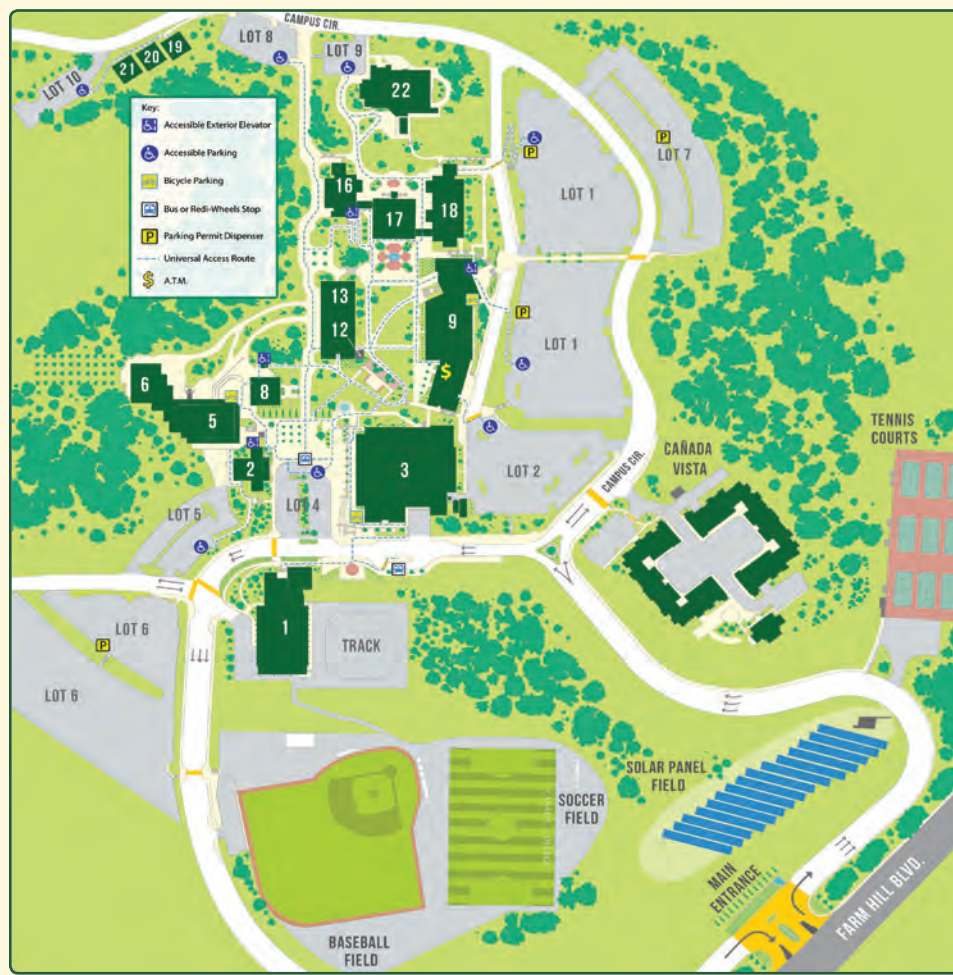 CAMPUS CIR.
LOT 8
LOT 9
LOT 10
21
20
19
22
Key:
Accessible Exterior Elevator
Accessible Parking
Bicycle Parking
Bus or Redi-Wheels Stop
P
Parking Permit Dispenser
Universal Access Route
$
A.T.M.
P
P
LOT 7
LOT 1
16
17
18
13
12
9
P
LOT 1
$
6
5
8
2
3
LOT 2
CAMPUS CIR.
CAÑADA
VISTA
TENNIS
COURTS
LOT 4
LOT 5
1
TRACK
LOT 6
P
LOT 6
SOLAR PANEL
FIELD
SOCCER
FIELD
MAIN
ENTRANCE
FARM HILL BLVD.
BASEBALL
FIELD